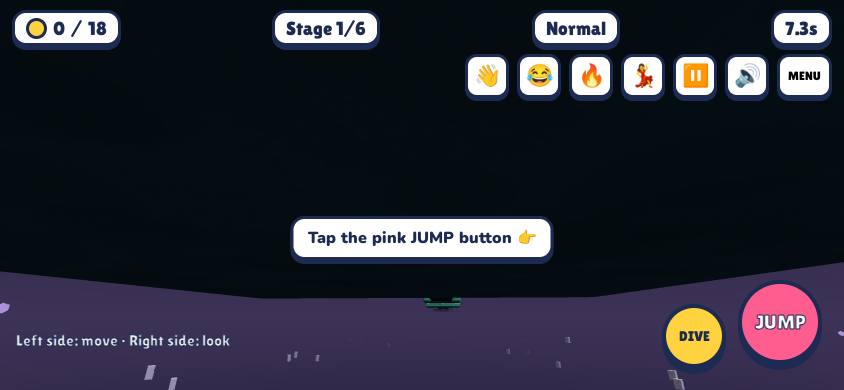 0 / 18
Stage 1/6
Normal
7.3s
MENU
Tap the pink JUMP button 👉
Left side: move · Right side: look
DIVE
JUMP